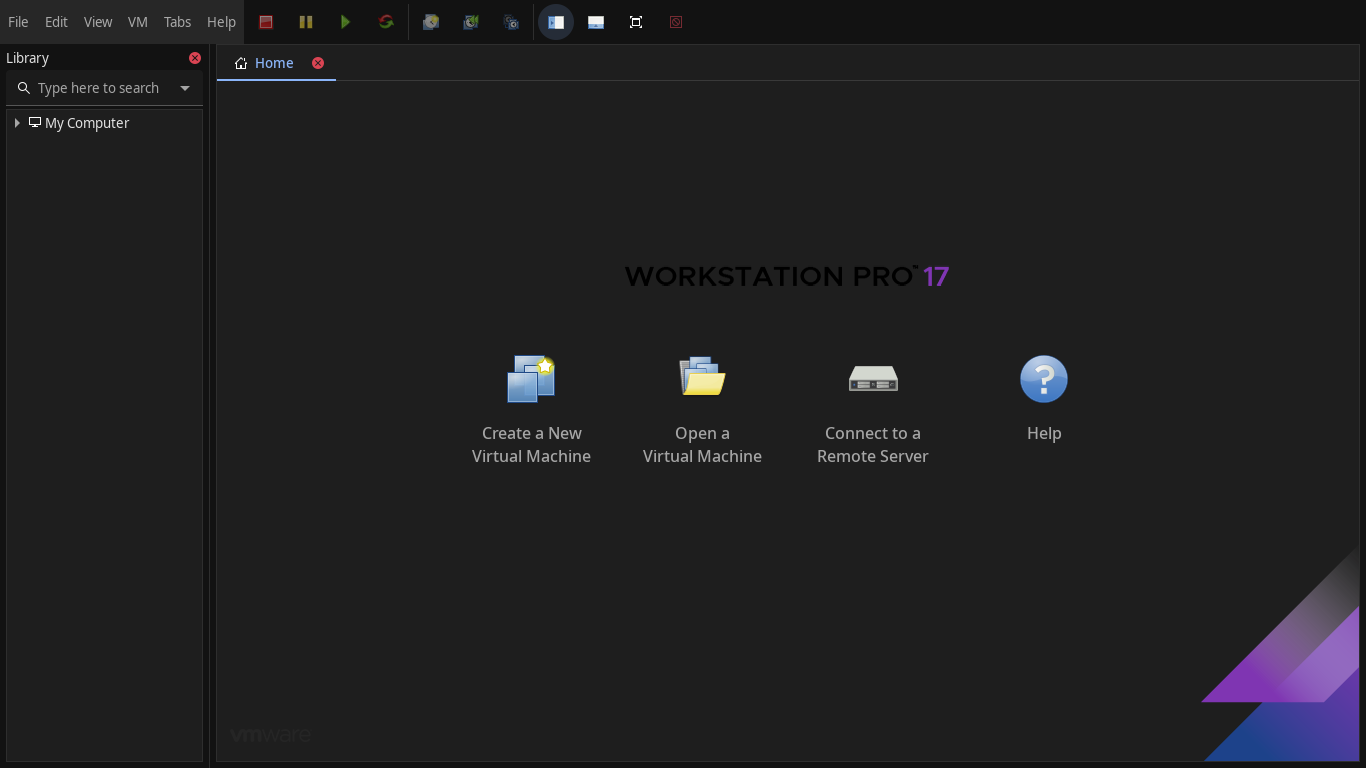 File Edit View VM Tabs Help
Library
Type here to search
My Computer
Home
WORKSTATION PRO™ 17
Create a New
Virtual Machine
Open a
Virtual Machine
Connect to a
Remote Server
Help
vmware